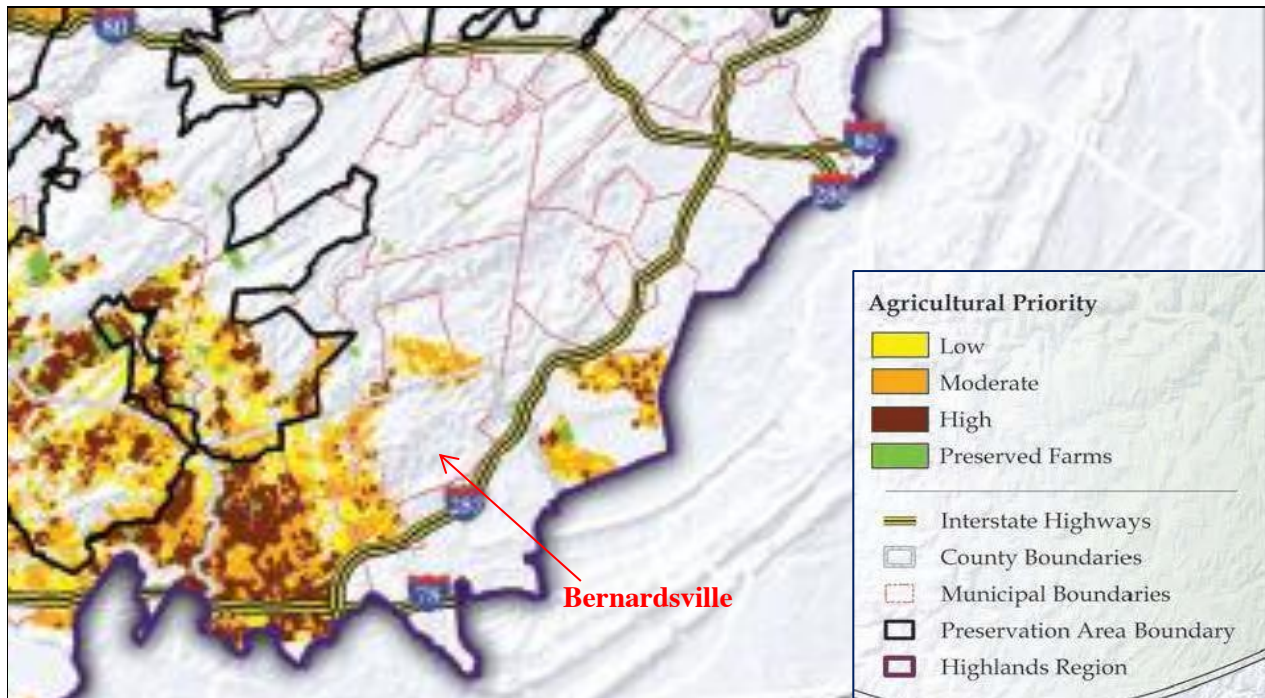 80
80
287
Agricultural Priority
Low
Moderate
High
Preserved Farms
287
Interstate Highways
County Boundaries
Municipal Boundaries
Preservation Area Boundary
Highlands Region
78
Bernardsville